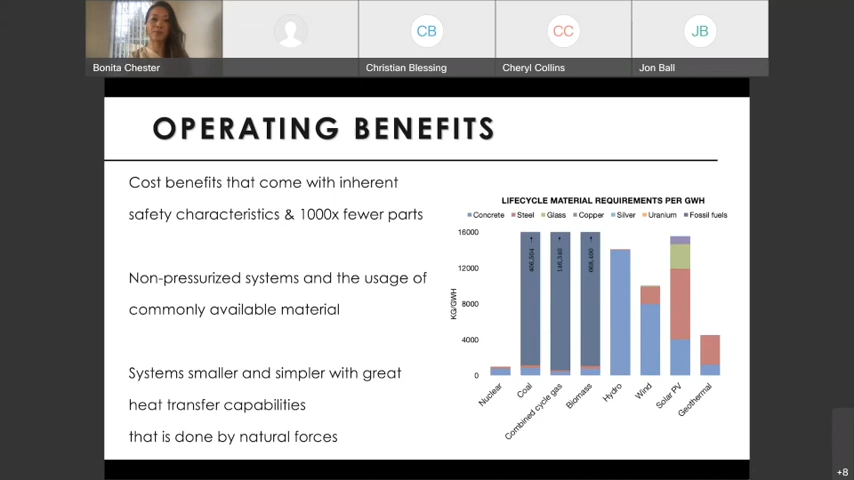 CB
CC
JB
Bonita Chester
Christian Blessing
Cheryl Collins
Jon Ball
OPERATING BENEFITS
Cost benefits that come with inherent
safety characteristics & 1000x fewer parts
Non-pressurized systems and the usage of
commonly available material
Systems smaller and simpler with great
heat transfer capabilities
that is done by natural forces
LIFECYCLE MATERIAL REQUIREMENTS PER GWH
Concrete Steel Glass Copper Silver Uranium Fossil fuels
KG/GWH
16000
12000
8000
4000
0
Nuclear
Coal
Combined cycle gas
Biomass
Hydro
Wind
Solar PV
Geothermal
+8